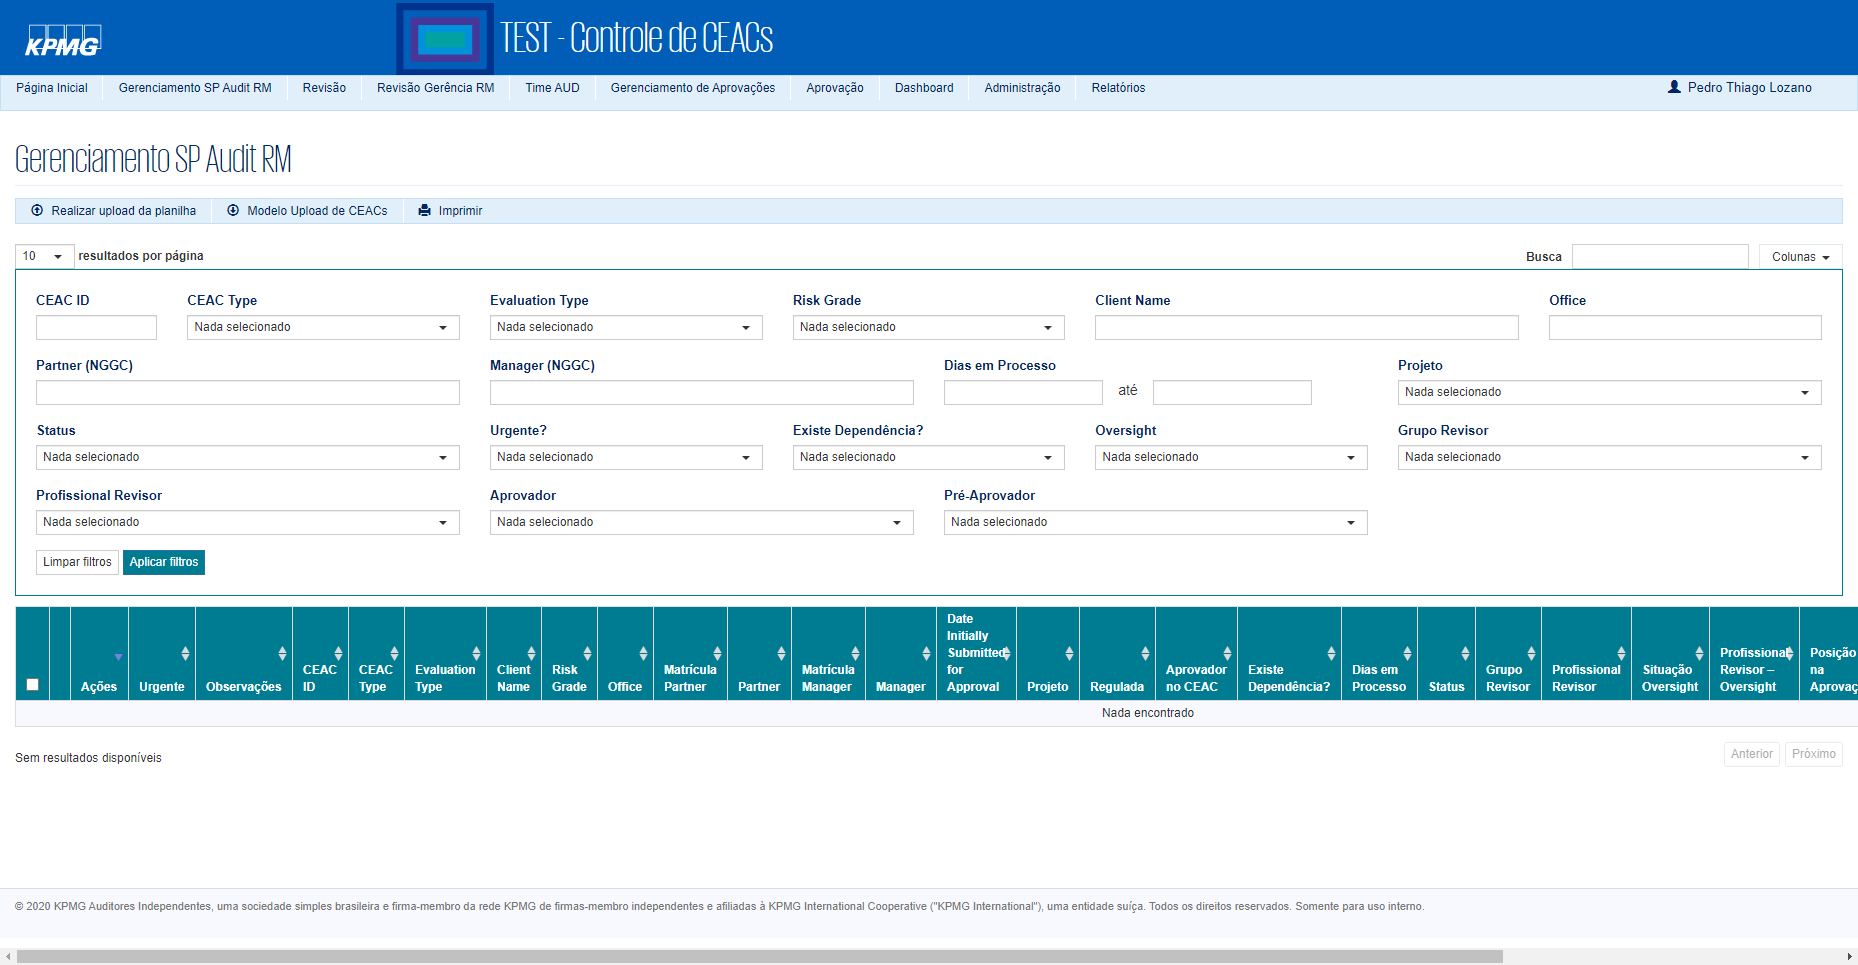 KPMG
TEST - Controle de CEACs
Página Inicial Gerenciamento SP Audit RM Revisão Revisão Gerência RM Time AUD Gerenciamento de Aprovações Aprovação Dashboard Administração Relatórios Pedro Thiago Lozano
Gerenciamento SP Audit RM
Realizar upload da planilha Modelo Upload de CEACs Imprimir
10 resultados por página Busca Colunas
CEAC ID CEAC Type Evaluation Type Risk Grade Client Name Office
Nada selecionado Nada selecionado Nada selecionado
Partner (NGGC) Manager (NGGC) Dias em Processo Projeto
até Nada selecionado
Status Urgente? Existe Dependência? Oversight Grupo Revisor
Nada selecionado Nada selecionado Nada selecionado Nada selecionado Nada selecionado
Profissional Revisor Aprovador Pré-Aprovador
Nada selecionado Nada selecionado Nada selecionado
Limpar filtros Aplicar filtros
Ações Urgente Observações CEAC ID CEAC Type Evaluation Type Client Name Risk Grade Office Matrícula Partner Partner Matrícula Manager Manager Date Initially Submitted for Approval Projeto Regulada Aprovador no CEAC Existe Dependência? Dias em Processo Status Grupo Revisor Profissional Revisor Situação Oversight Profissional Revisor – Oversight Posição na Aprovaç
Nada encontrado
Sem resultados disponíveis Anterior Próximo
© 2020 KPMG Auditores Independentes, uma sociedade simples brasileira e firma-membro da rede KPMG de firmas-membro independentes e afiliadas à KPMG International Cooperative ("KPMG International"), uma entidade suíça. Todos os direitos reservados. Somente para uso interno.